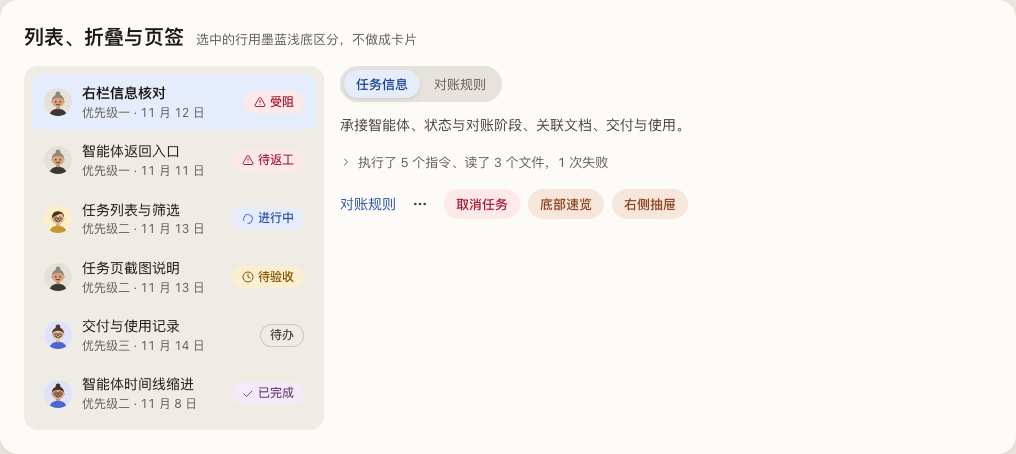 列表、折叠与页签 选中的行用墨蓝浅底区分，不做成卡片
右栏信息核对
优先级一 · 11 月 12 日
受阻
智能体返回入口
优先级一 · 11 月 11 日
待返工
任务列表与筛选
优先级二 · 11 月 13 日
进行中
任务页截图说明
优先级二 · 11 月 13 日
待验收
交付与使用记录
优先级三 · 11 月 14 日
待办
智能体时间线缩进
优先级二 · 11 月 8 日
已完成
任务信息 对账规则
承接智能体、状态与对账阶段、关联文档、交付与使用。
执行了 5 个指令、读了 3 个文件，1 次失败
对账规则 ··· 取消任务 底部速览 右侧抽屉